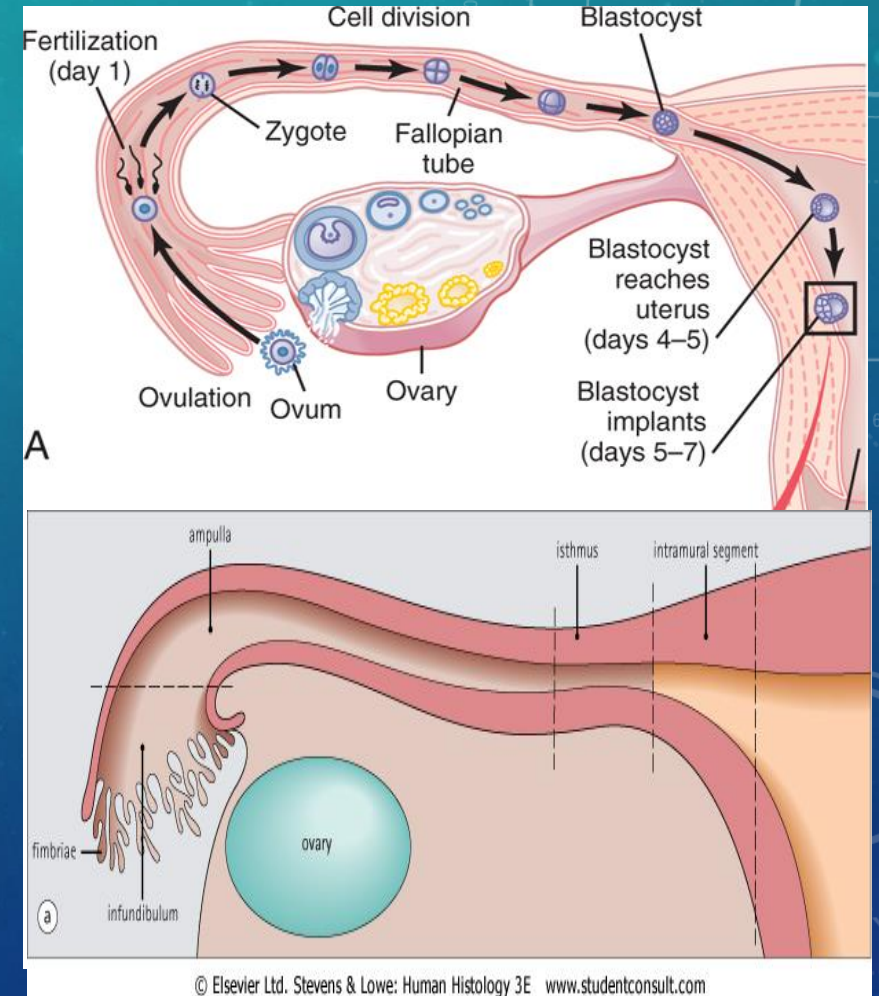 Cell division
Blastocyst
Fertilization
(day 1)
Zygote
Fallopian
tube
Blastocyst
reaches
uterus
(days 4–5)
Ovulation
Ovum
Ovary
Blastocyst
implants
(days 5–7)
A
ampulla
isthmus
intramural segment
ovary
fimbriae
infundibulum
a
© Elsevier Ltd. Stevens & Lowe: Human Histology 3E www.studentconsult.com